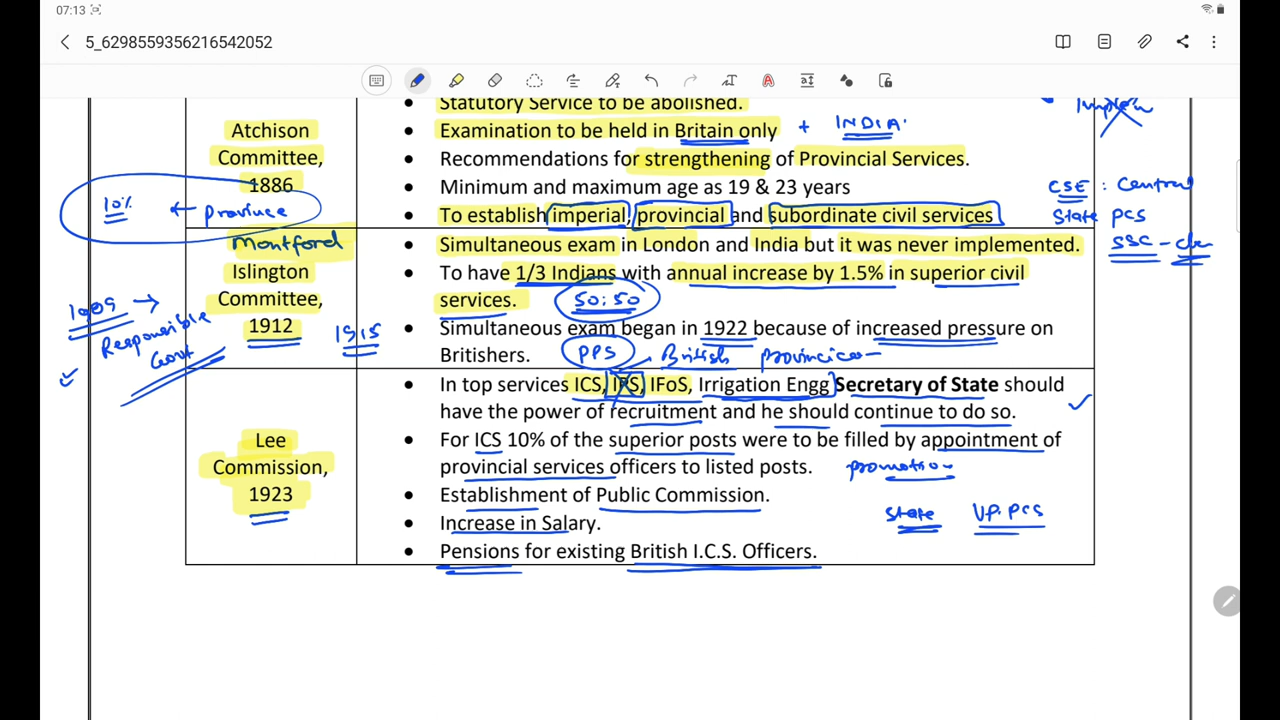 07:13
5_6298559356216542052
Statutory Service to be abolished.
Atchison
Committee,
1886
Examination to be held in Britain only + INDIA
Recommendations for strengthening of Provincial Services.
Minimum and maximum age as 19 & 23 years
To establish imperial, provincial and subordinate civil services
10% ← Province
CSE : Central
State PCS
SSC -
Montford
Islington
Committee,
1912
1915
1909 →
Responsible
Govt
Simultaneous exam in London and India but it was never implemented.
To have 1/3 Indians with annual increase by 1.5% in superior civil
services. 50:50
Simultaneous exam began in 1922 because of increased pressure on
Britishers. PPS British
Lee
Commission,
1923
In top services ICS, IPS, IFoS, Irrigation Engg Secretary of State should
have the power of recruitment and he should continue to do so.
For ICS 10% of the superior posts were to be filled by appointment of
provincial services officers to listed posts. promotion
Establishment of Public Commission.
State UP.PCS
Increase in Salary.
Pensions for existing British I.C.S. Officers.